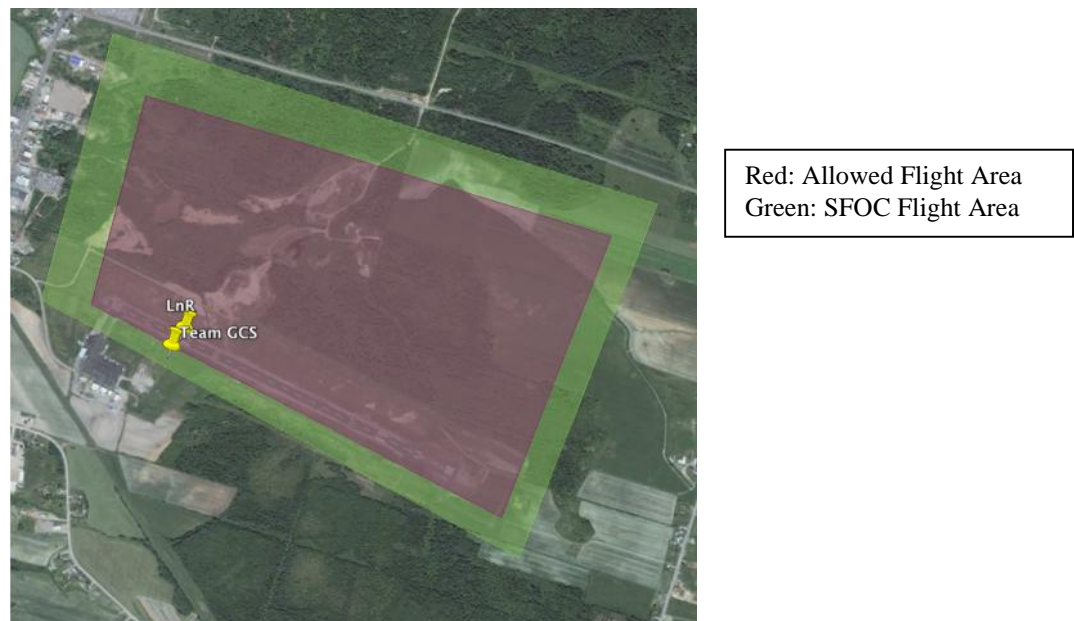 LnR
Team GCS
Red: Allowed Flight Area
Green: SFOC Flight Area